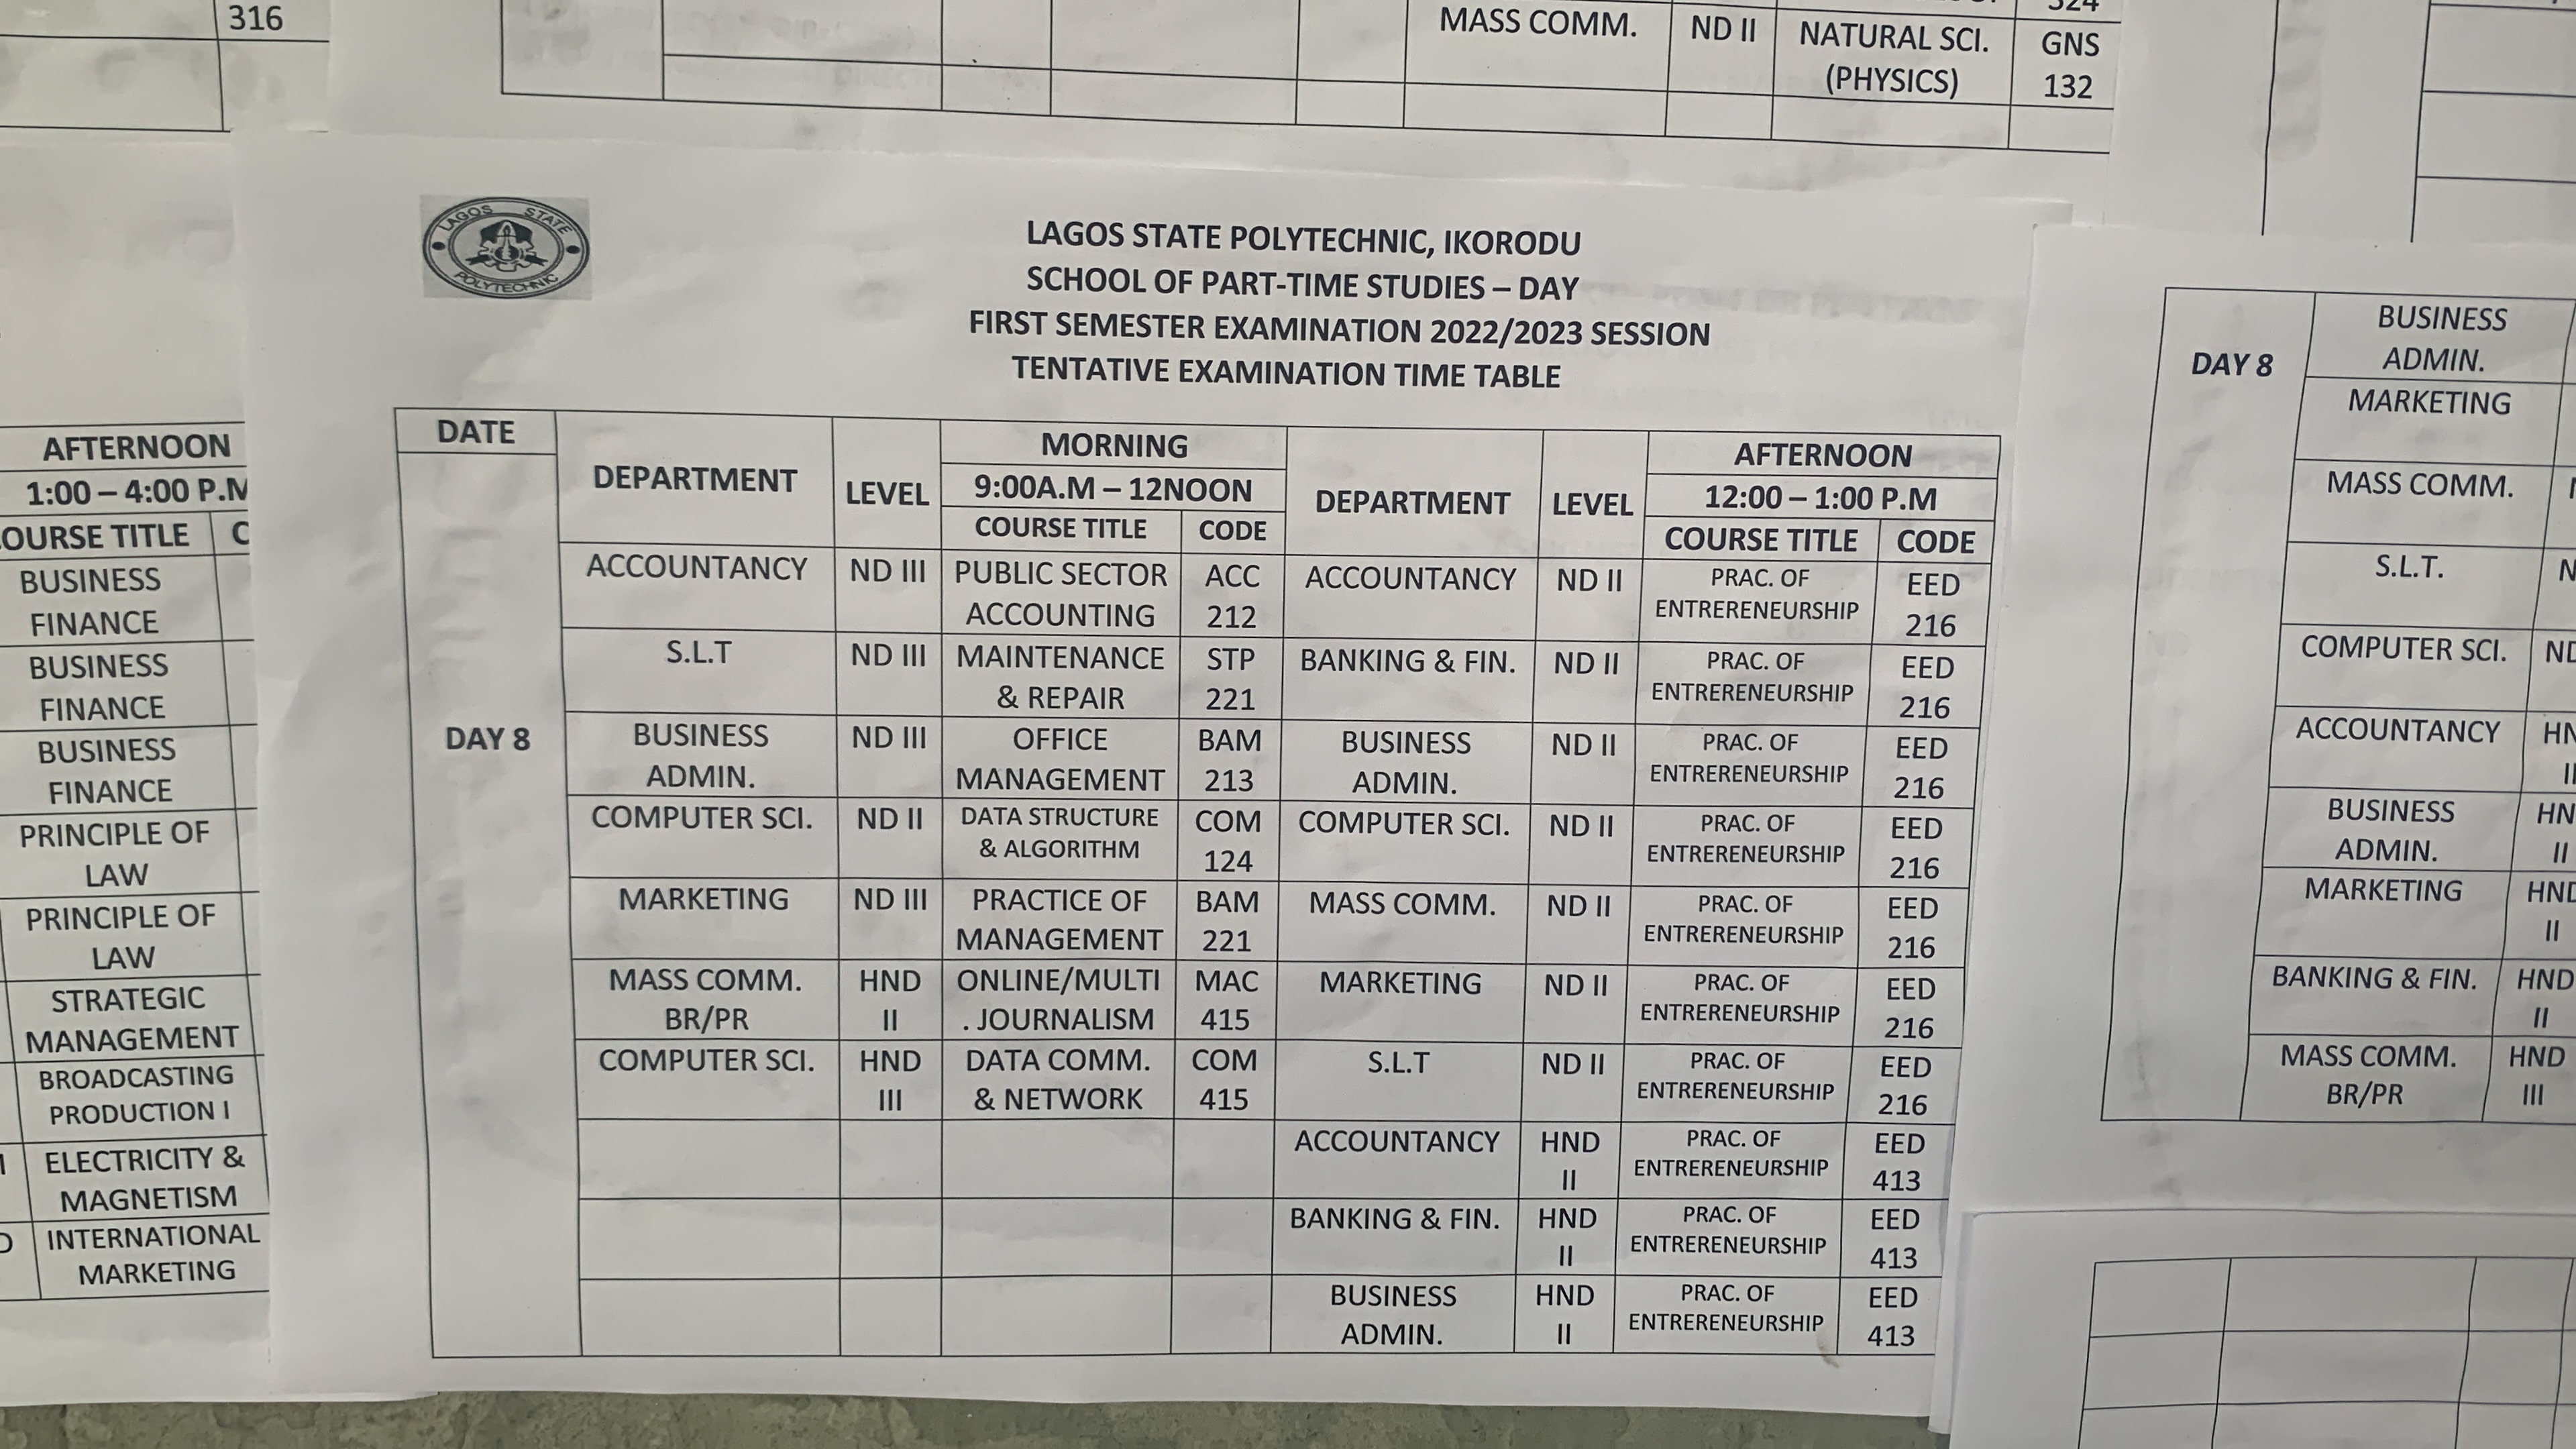 316
324
MASS COMM. ND II NATURAL SCI. GNS
(PHYSICS) 132
LAGOS STATE
POLYTECHNIC
LAGOS STATE POLYTECHNIC, IKORODU
SCHOOL OF PART-TIME STUDIES – DAY
FIRST SEMESTER EXAMINATION 2022/2023 SESSION
TENTATIVE EXAMINATION TIME TABLE
DATE DEPARTMENT LEVEL MORNING DEPARTMENT LEVEL AFTERNOON
9:00A.M – 12NOON 12:00 – 1:00 P.M
COURSE TITLE CODE COURSE TITLE CODE
DAY 8
ACCOUNTANCY ND III PUBLIC SECTOR ACC ACCOUNTANCY ND II PRAC. OF EED
ACCOUNTING 212 ENTRERENEURSHIP 216
S.L.T ND III MAINTENANCE STP BANKING & FIN. ND II PRAC. OF EED
& REPAIR 221 ENTRERENEURSHIP 216
BUSINESS ND III OFFICE BAM BUSINESS ND II PRAC. OF EED
ADMIN. MANAGEMENT 213 ADMIN. ENTRERENEURSHIP 216
COMPUTER SCI. ND II DATA STRUCTURE COM COMPUTER SCI. ND II PRAC. OF EED
& ALGORITHM 124 ENTRERENEURSHIP 216
MARKETING ND III PRACTICE OF BAM MASS COMM. ND II PRAC. OF EED
MANAGEMENT 221 ENTRERENEURSHIP 216
MASS COMM. HND ONLINE/MULTI MAC MARKETING ND II PRAC. OF EED
BR/PR II . JOURNALISM 415 ENTRERENEURSHIP 216
COMPUTER SCI. HND DATA COMM. COM S.L.T ND II PRAC. OF EED
III & NETWORK 415 ENTRERENEURSHIP 216
ACCOUNTANCY HND PRAC. OF EED
II ENTRERENEURSHIP 413
BANKING & FIN. HND PRAC. OF EED
II ENTRERENEURSHIP 413
BUSINESS HND PRAC. OF EED
ADMIN. II ENTRERENEURSHIP 413
AFTERNOON
1:00 – 4:00 P.M
OURSE TITLE C
BUSINESS
FINANCE
BUSINESS
FINANCE
BUSINESS
FINANCE
PRINCIPLE OF
LAW
PRINCIPLE OF
LAW
STRATEGIC
MANAGEMENT
BROADCASTING
PRODUCTION I
ELECTRICITY &
MAGNETISM
INTERNATIONAL
MARKETING
DAY 8
BUSINESS
ADMIN.
MARKETING
MASS COMM.
S.L.T. N
COMPUTER SCI. ND
ACCOUNTANCY HN
II
BUSINESS HN
ADMIN. II
MARKETING HND
II
BANKING & FIN. HND
II
MASS COMM. HND
BR/PR III